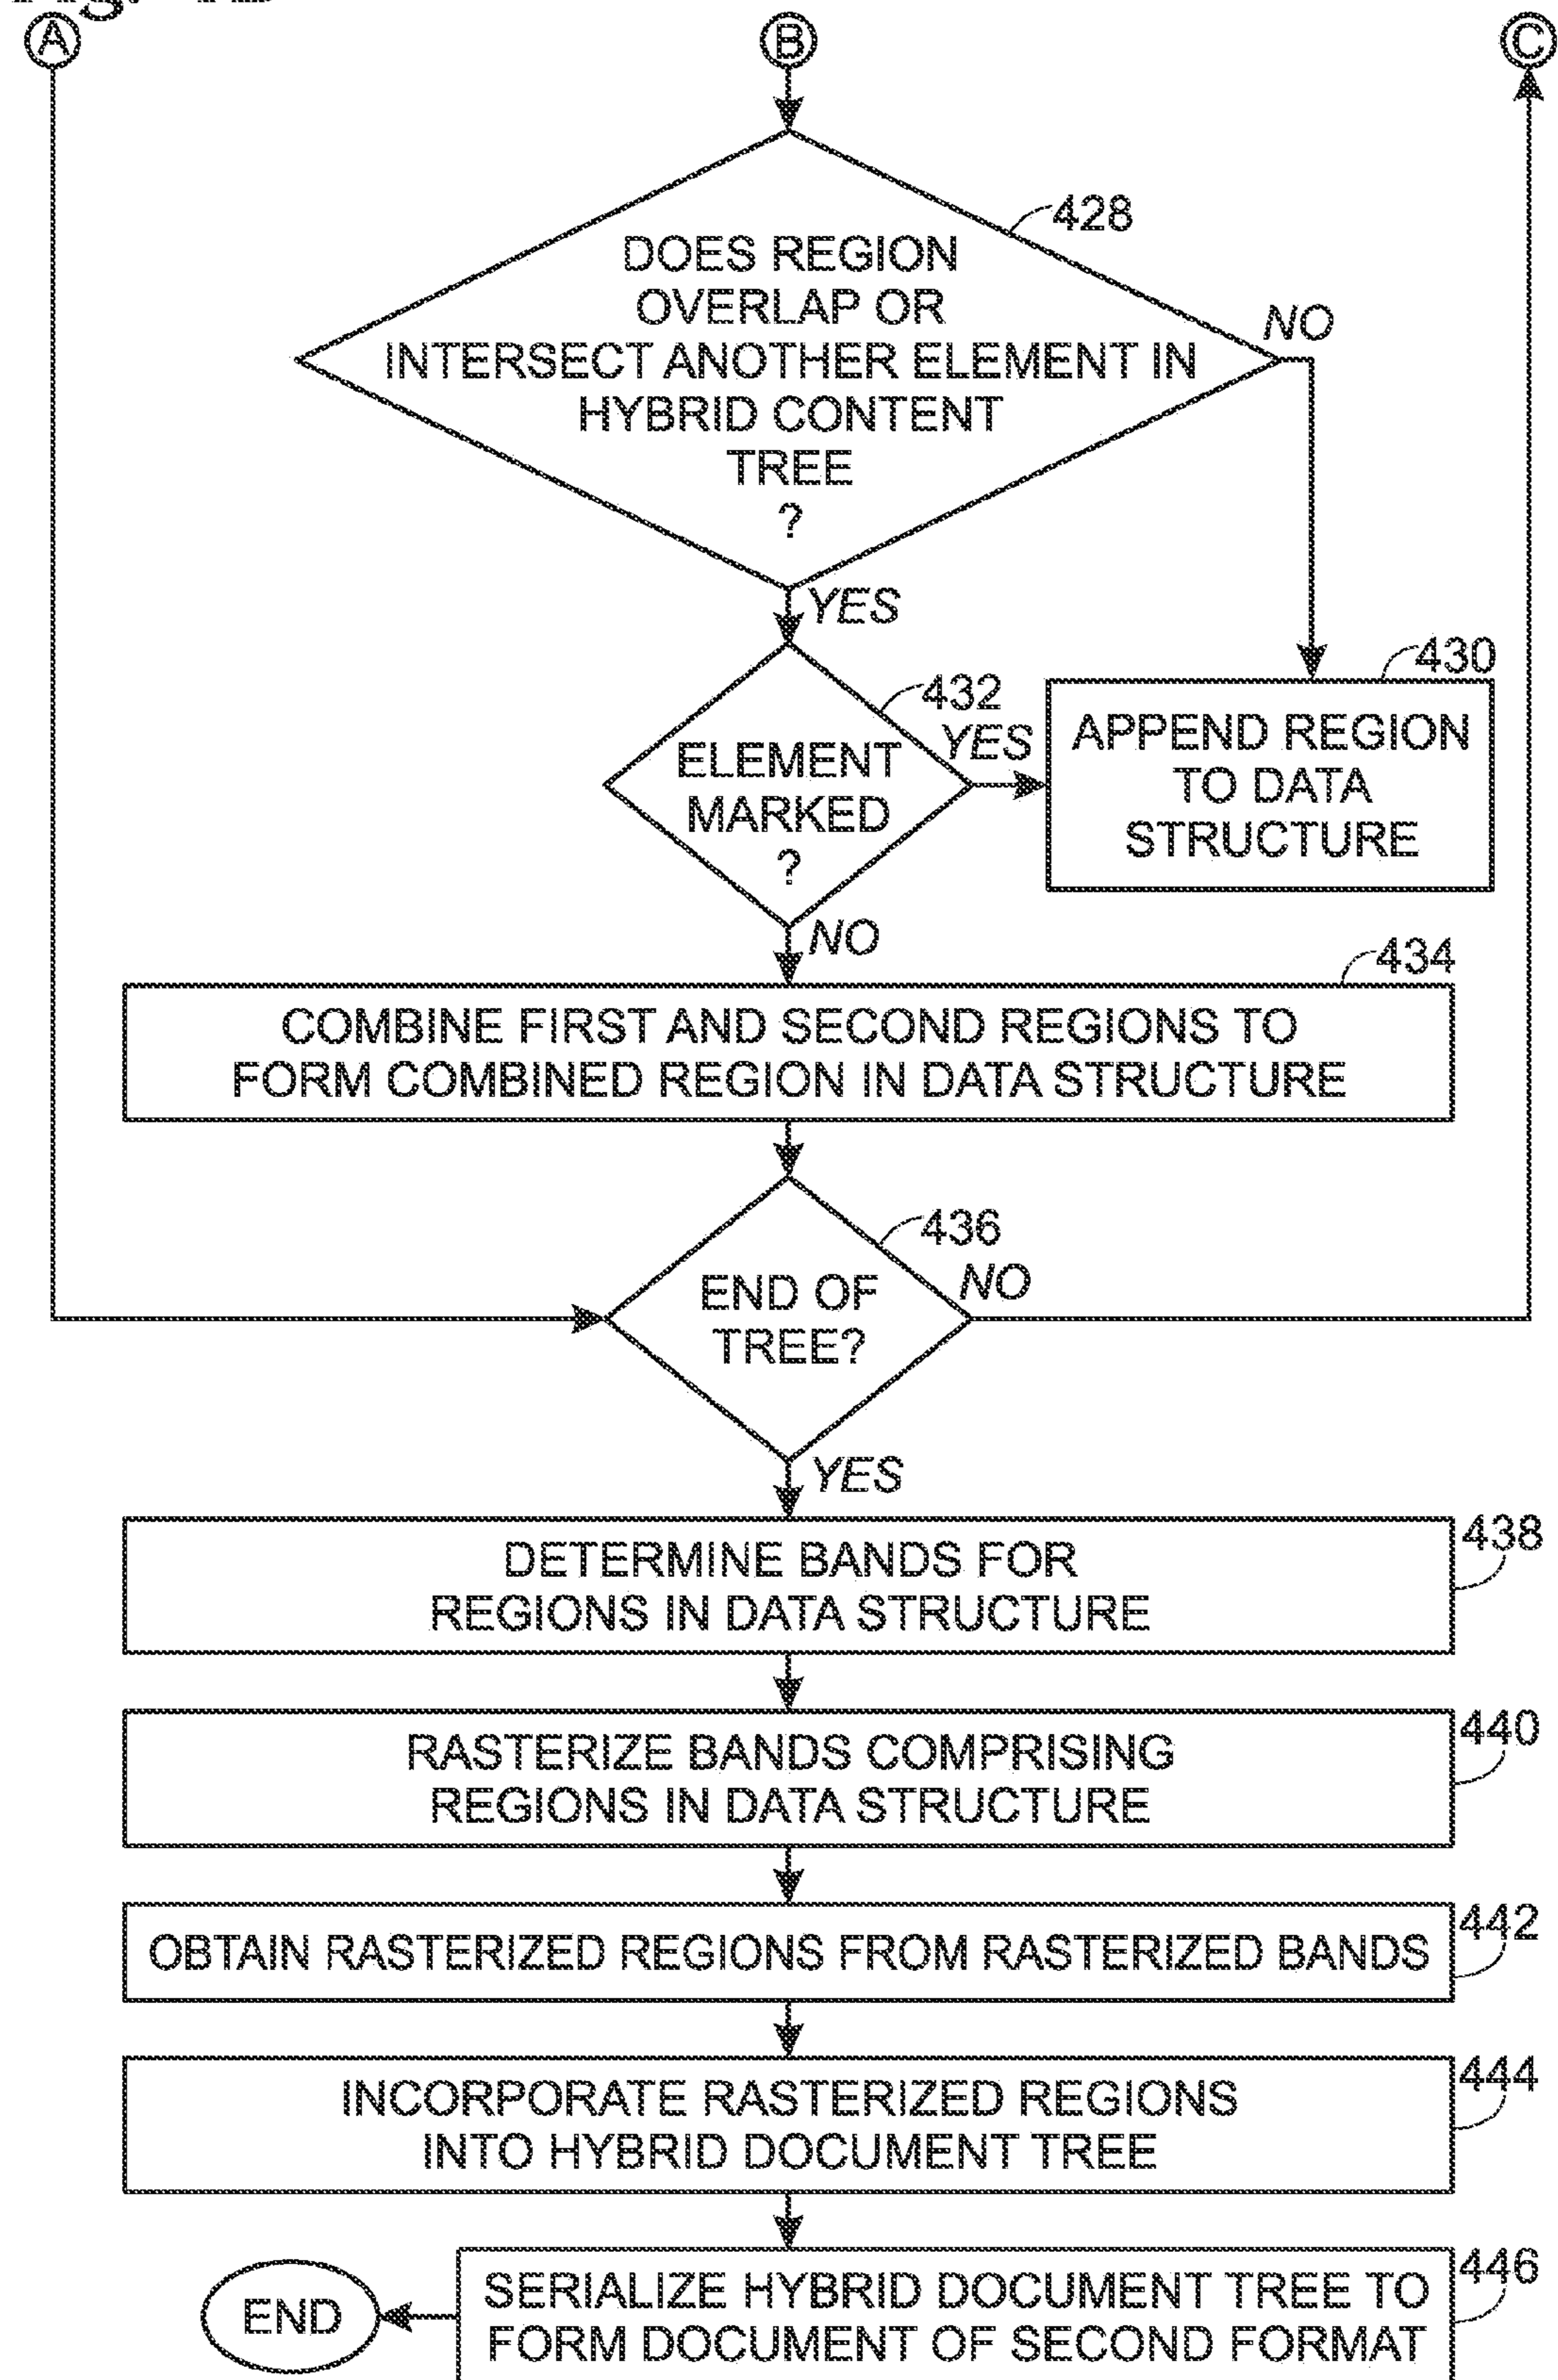 A
B
C
428
DOES REGION
OVERLAP OR
INTERSECT ANOTHER ELEMENT IN
HYBRID CONTENT
TREE
?
NO
YES
432
ELEMENT
MARKED
?
YES
430
APPEND REGION
TO DATA
STRUCTURE
NO
434
COMBINE FIRST AND SECOND REGIONS TO
FORM COMBINED REGION IN DATA STRUCTURE
436
END OF
TREE?
NO
YES
438
DETERMINE BANDS FOR
REGIONS IN DATA STRUCTURE
440
RASTERIZE BANDS COMPRISING
REGIONS IN DATA STRUCTURE
442
OBTAIN RASTERIZED REGIONS FROM RASTERIZED BANDS
444
INCORPORATE RASTERIZED REGIONS
INTO HYBRID DOCUMENT TREE
446
SERIALIZE HYBRID DOCUMENT TREE TO
FORM DOCUMENT OF SECOND FORMAT
END